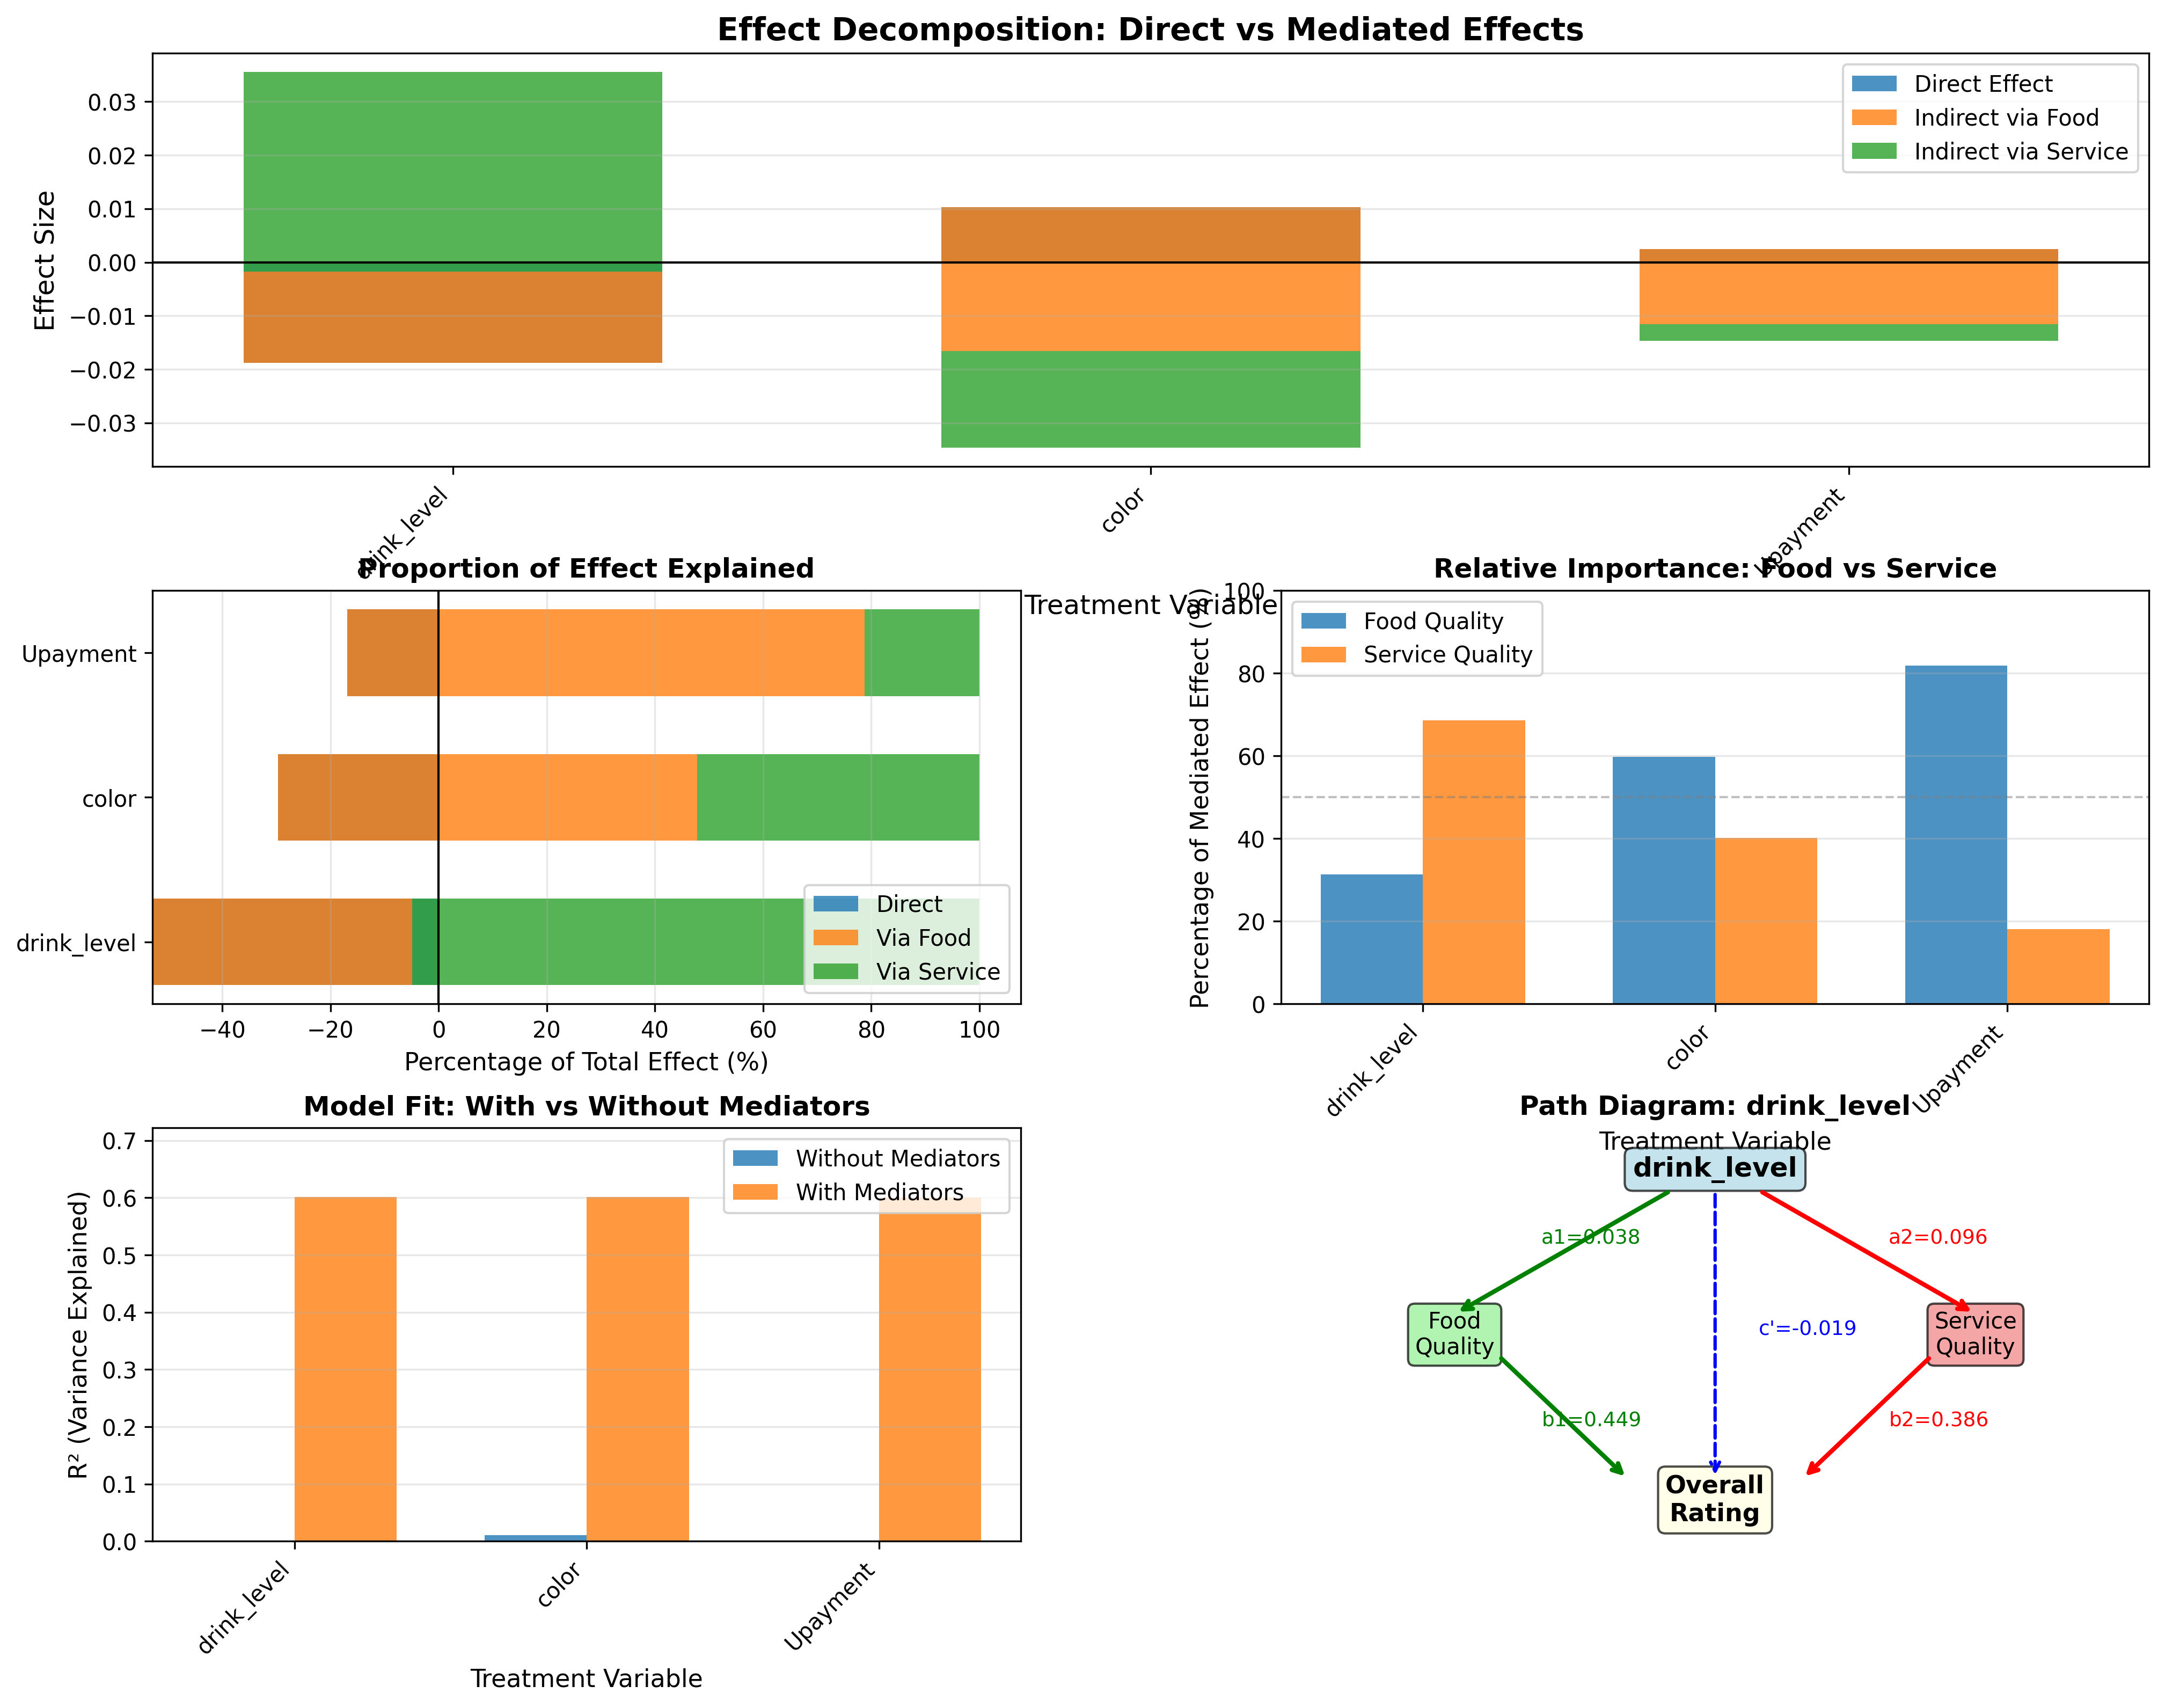 Effect Decomposition: Direct vs Mediated Effects
Effect Size
0.03
0.02
0.01
0.00
−0.01
−0.02
−0.03
Direct Effect
Indirect via Food
Indirect via Service
drink_level
color
Upayment
Treatment Variable
Proportion of Effect Explained
Upayment
color
drink_level
Direct
Via Food
Via Service
−40
−20
0
20
40
60
80
100
Percentage of Total Effect (%)
Relative Importance: Food vs Service
Percentage of Mediated Effect (%)
100
80
60
40
20
0
Food Quality
Service Quality
drink_level
color
Upayment
Treatment Variable
Model Fit: With vs Without Mediators
R² (Variance Explained)
0.7
0.6
0.5
0.4
0.3
0.2
0.1
0.0
Without Mediators
With Mediators
drink_level
color
Upayment
Treatment Variable
Path Diagram: drink_level
drink_level
a1=0.038
a2=0.096
Food
Quality
c'=-0.019
Service
Quality
b1=0.449
b2=0.386
Overall
Rating